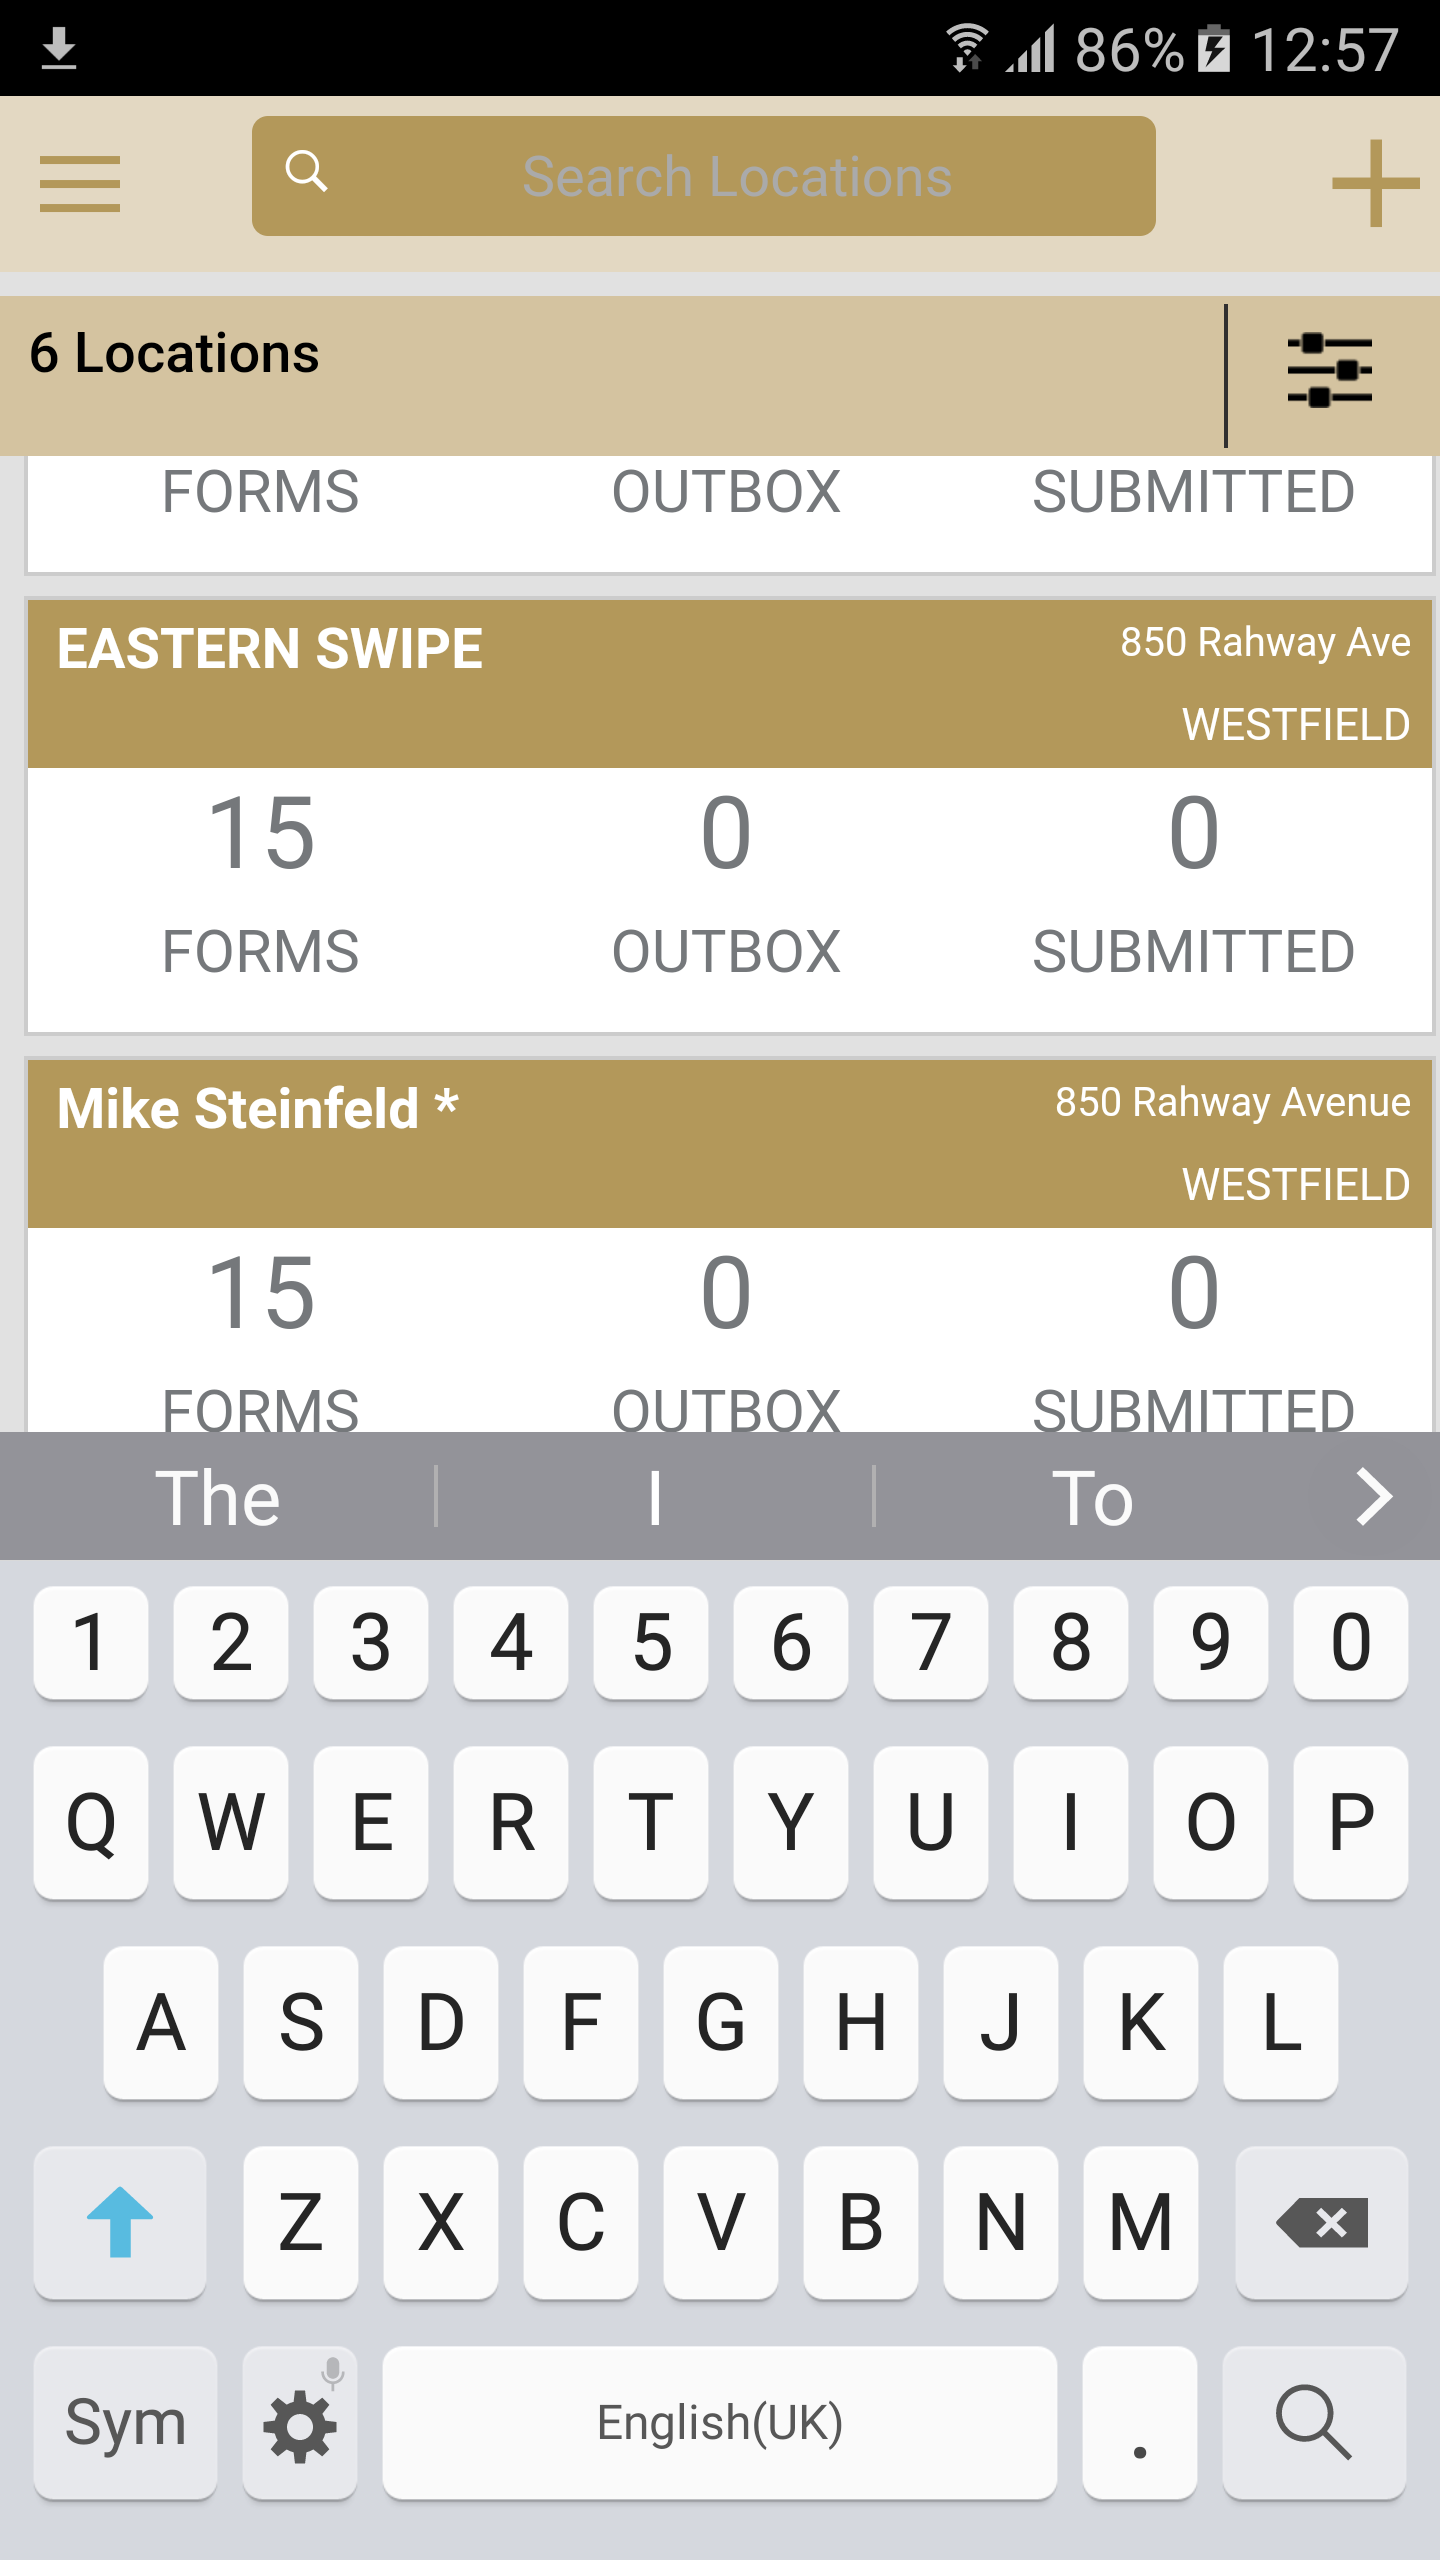 86% 12:57
Search Locations
6 Locations
FORMS OUTBOX SUBMITTED
EASTERN SWIPE 850 Rahway Ave
WESTFIELD
15 0 0
FORMS OUTBOX SUBMITTED
Mike Steinfeld * 850 Rahway Avenue
WESTFIELD
15 0 0
FORMS OUTBOX SUBMITTED
The I To
1 2 3 4 5 6 7 8 9 0
Q W E R T Y U I O P
A S D F G H J K L
Z X C V B N M
Sym English(UK) .